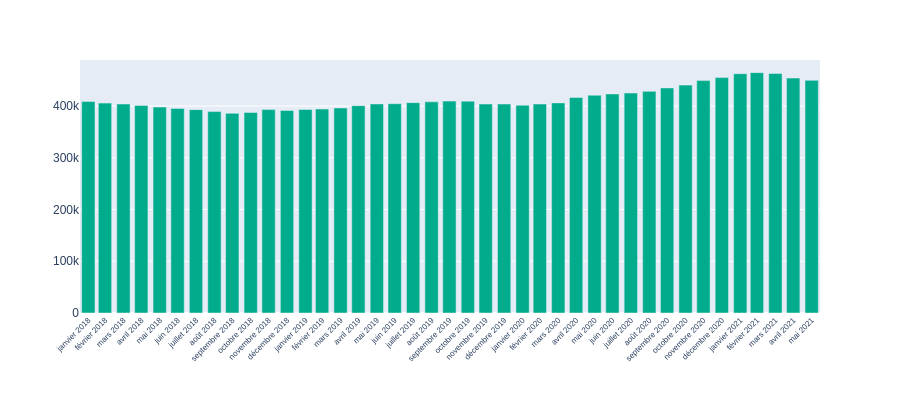 400k
300k
200k
100k
0
janvier 2018
février 2018
mars 2018
avril 2018
mai 2018
juin 2018
juillet 2018
août 2018
septembre 2018
octobre 2018
novembre 2018
décembre 2018
janvier 2019
février 2019
mars 2019
avril 2019
mai 2019
juin 2019
juillet 2019
août 2019
septembre 2019
octobre 2019
novembre 2019
décembre 2019
janvier 2020
février 2020
mars 2020
avril 2020
mai 2020
juin 2020
juillet 2020
août 2020
septembre 2020
octobre 2020
novembre 2020
décembre 2020
janvier 2021
février 2021
mars 2021
avril 2021
mai 2021